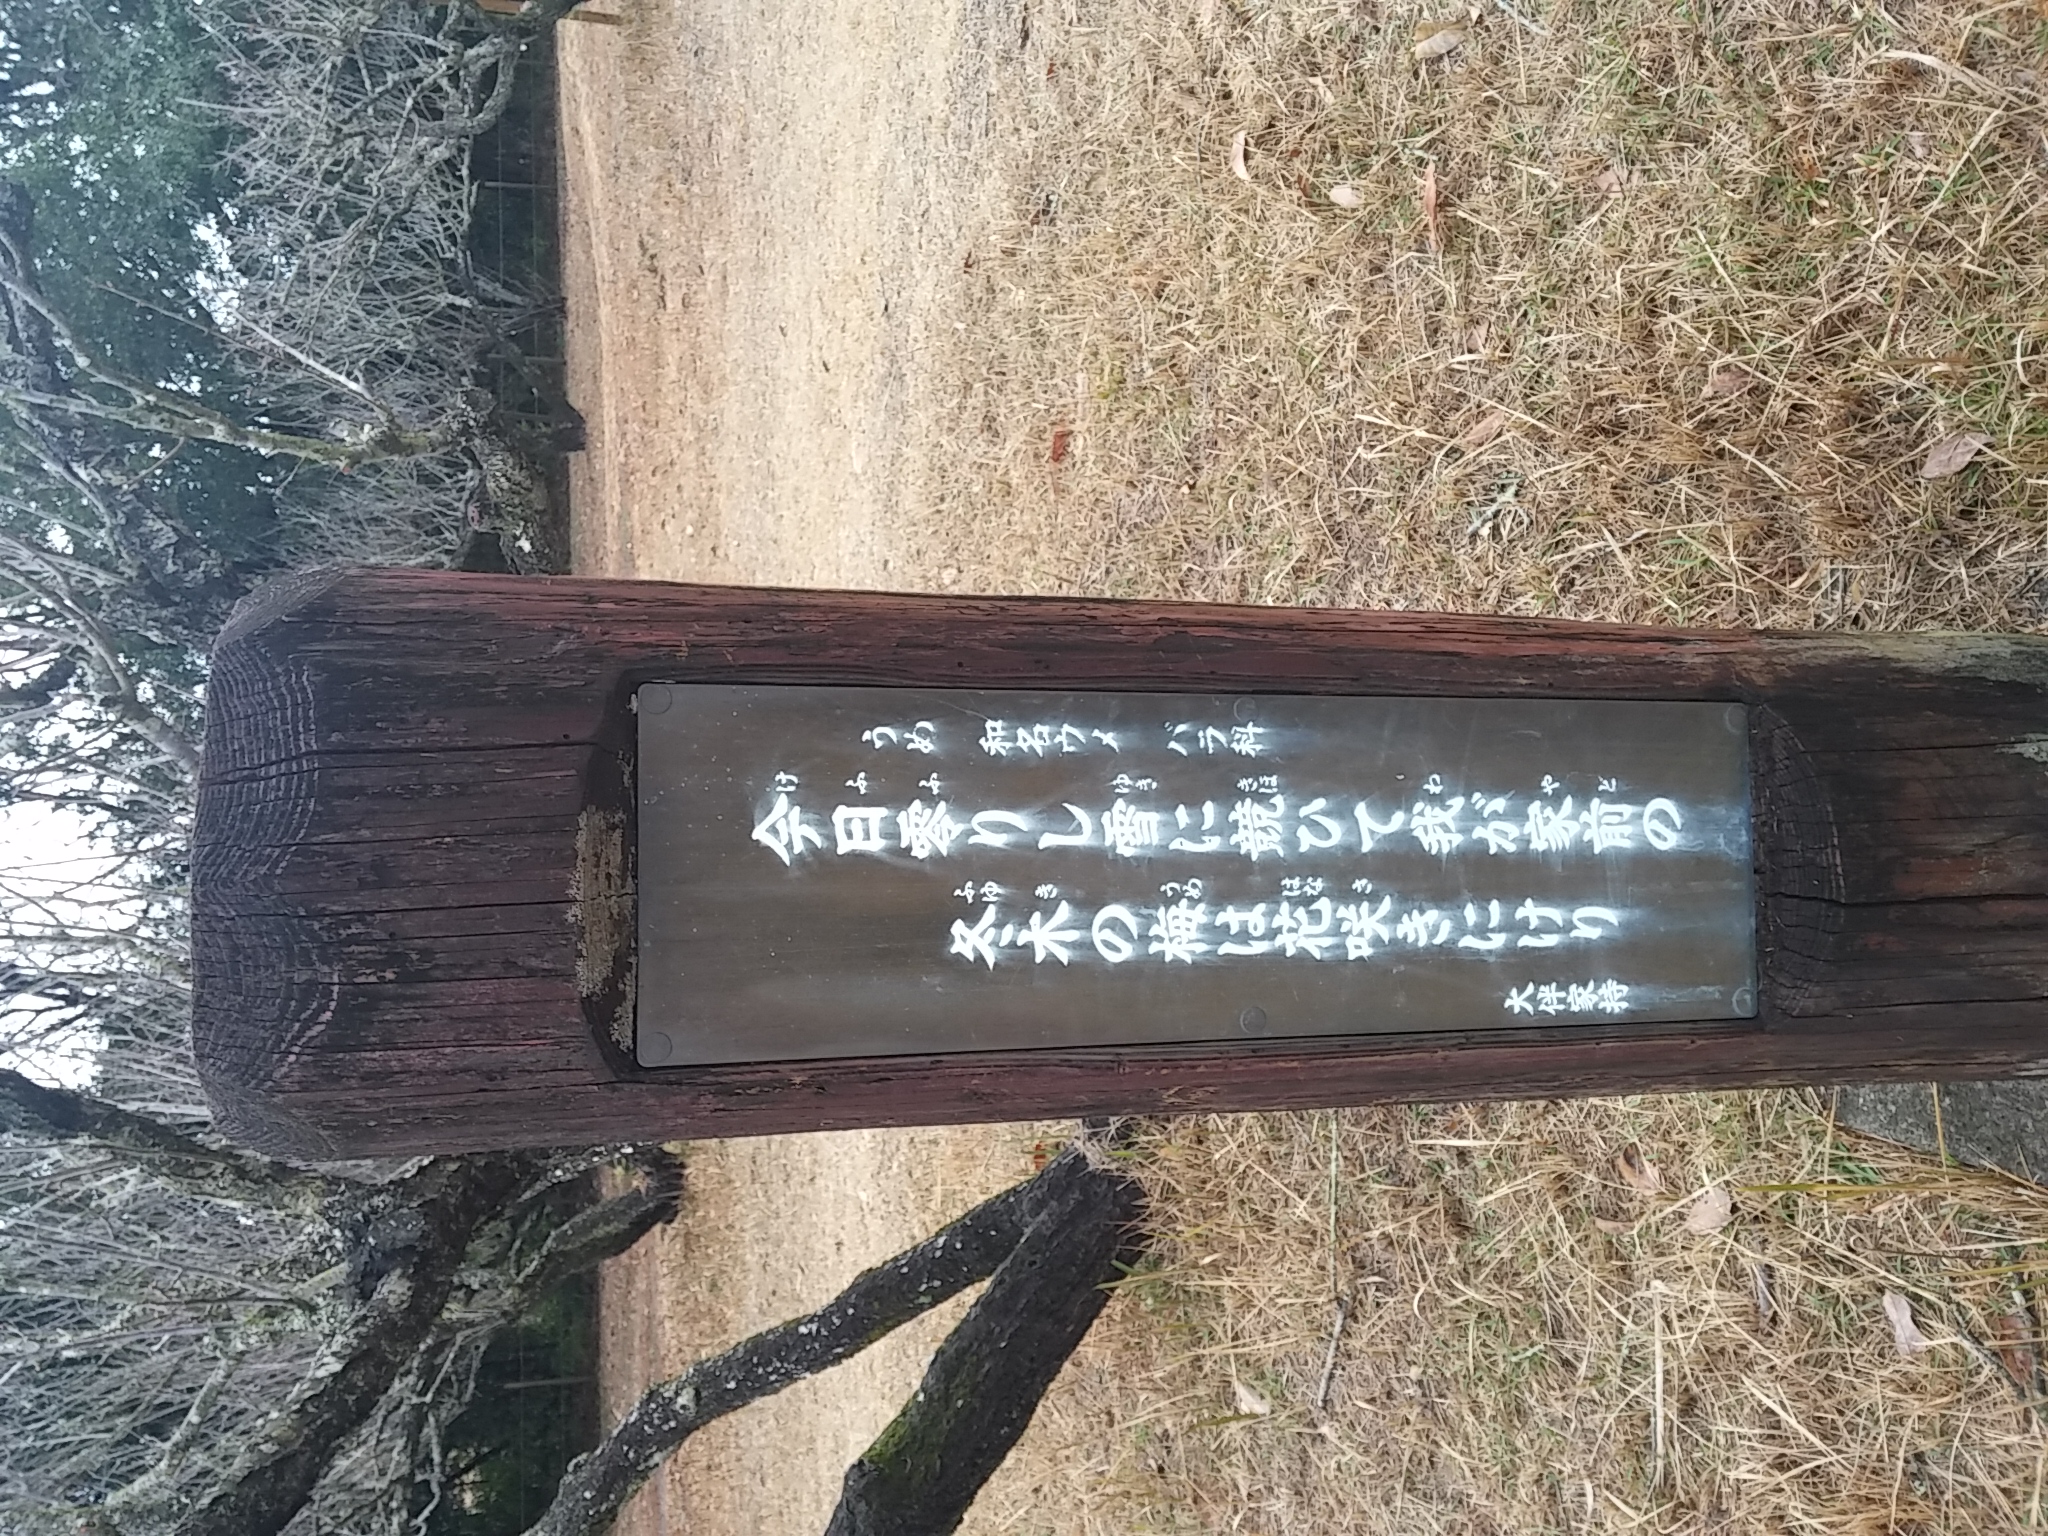 うめ 和名ウメ バラ科
今日零りし雪に競ひて我が家前の
冬木の梅は花咲きにけり
大伴家持